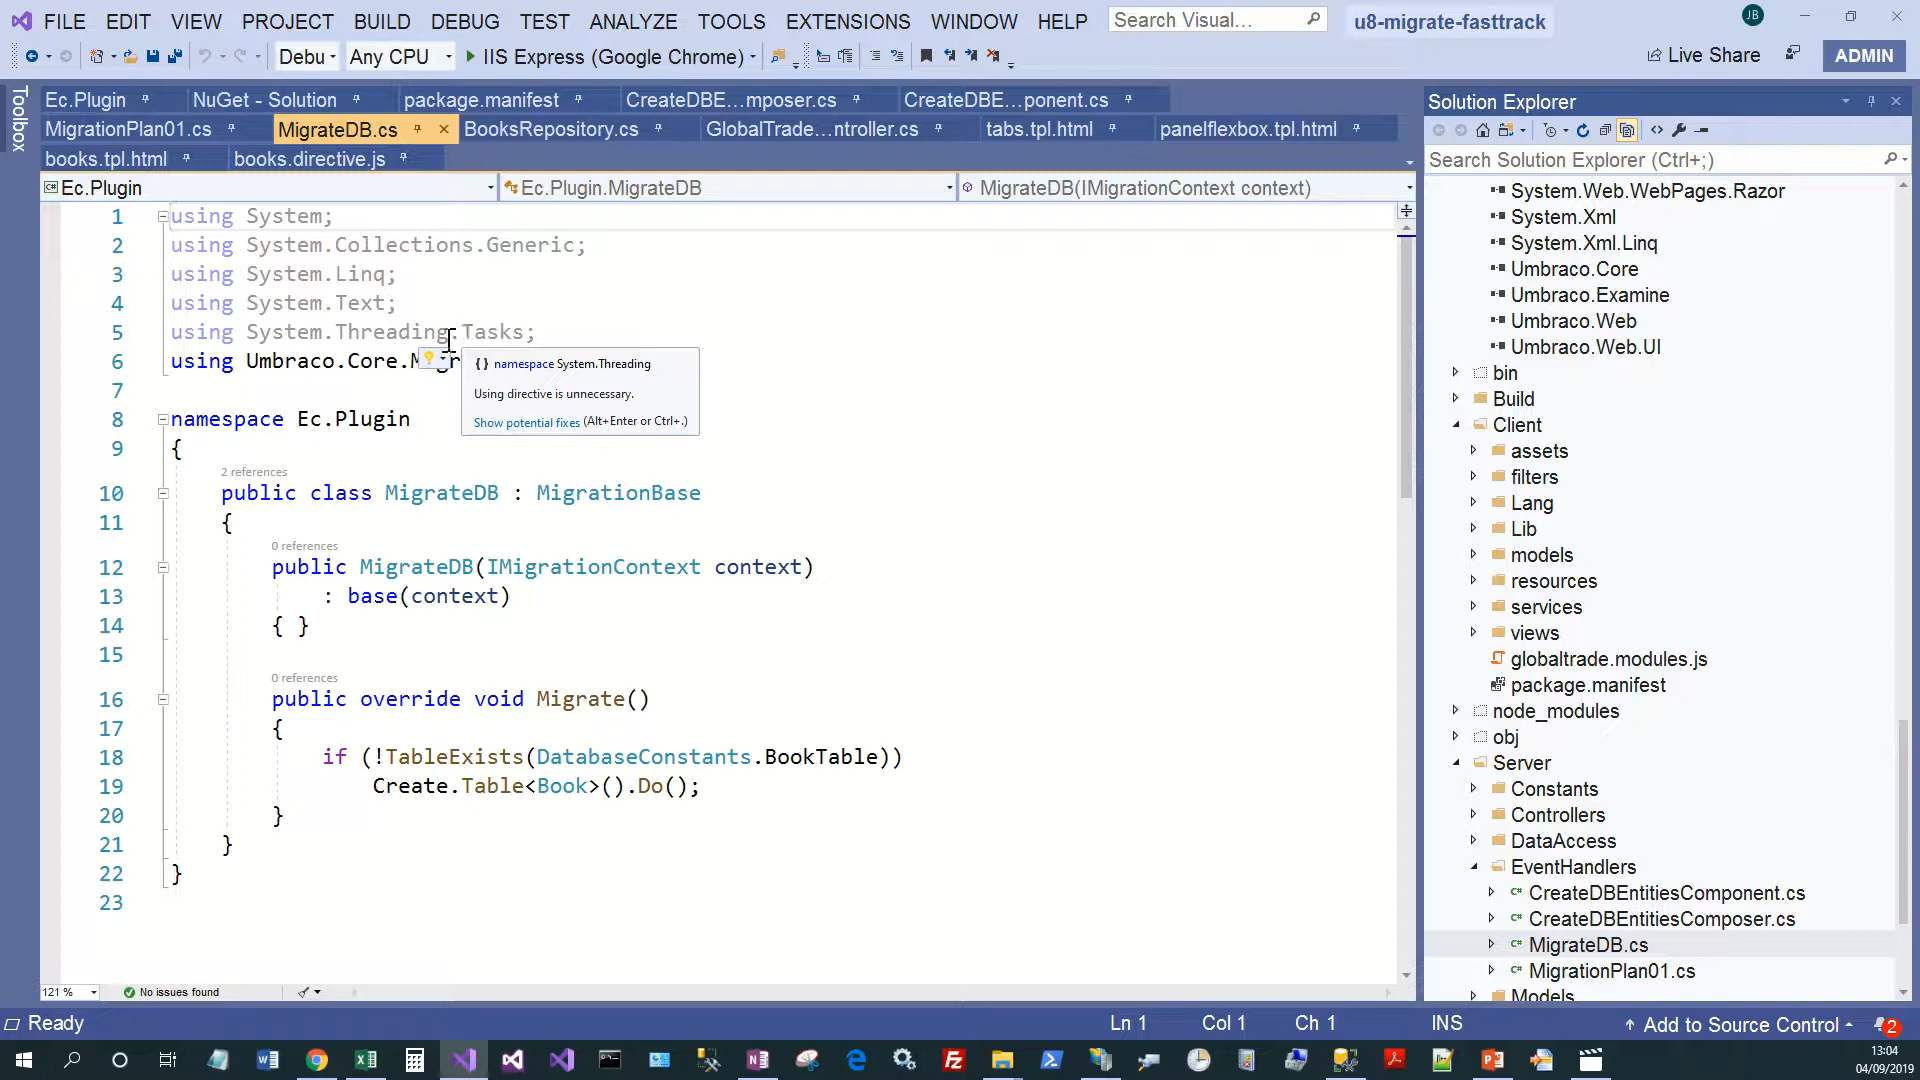 FILE EDIT VIEW PROJECT BUILD DEBUG TEST ANALYZE TOOLS EXTENSIONS WINDOW HELP Search Visual... u8-migrate-fasttrack JB
Debu Any CPU IIS Express (Google Chrome) Live Share ADMIN
Toolbox
Ec.Plugin NuGet - Solution package.manifest CreateDBE...mposer.cs CreateDBE...ponent.cs
MigrationPlan01.cs MigrateDB.cs BooksRepository.cs GlobalTrade...ntroller.cs tabs.tpl.html panelflexbox.tpl.html
books.tpl.html books.directive.js
Ec.Plugin Ec.Plugin.MigrateDB MigrateDB(IMigrationContext context)
1 using System;
2 using System.Collections.Generic;
3 using System.Linq;
4 using System.Text;
5 using System.Threading.Tasks;
6 using Umbraco.Core.
7
8 namespace Ec.Plugin
9 {
2 references
10 public class MigrateDB : MigrationBase
11 {
0 references
12 public MigrateDB(IMigrationContext context)
13 : base(context)
14 { }
15
0 references
16 public override void Migrate()
17 {
18 if (!TableExists(DatabaseConstants.BookTable))
19 Create.Table<Book>().Do();
20 }
21 }
22 }
23
{} namespace System.Threading
Using directive is unnecessary.
Show potential fixes (Alt+Enter or Ctrl+.)
121 % No issues found
Solution Explorer
Search Solution Explorer (Ctrl+;)
System.Web.WebPages.Razor
System.Xml
System.Xml.Linq
Umbraco.Core
Umbraco.Examine
Umbraco.Web
Umbraco.Web.UI
bin
Build
Client
assets
filters
Lang
Lib
models
resources
services
views
globaltrade.modules.js
package.manifest
node_modules
obj
Server
Constants
Controllers
DataAccess
EventHandlers
CreateDBEntitiesComponent.cs
CreateDBEntitiesComposer.cs
MigrateDB.cs
MigrationPlan01.cs
Models
Ready Ln 1 Col 1 Ch 1 INS Add to Source Control 2
13:04
04/09/2019